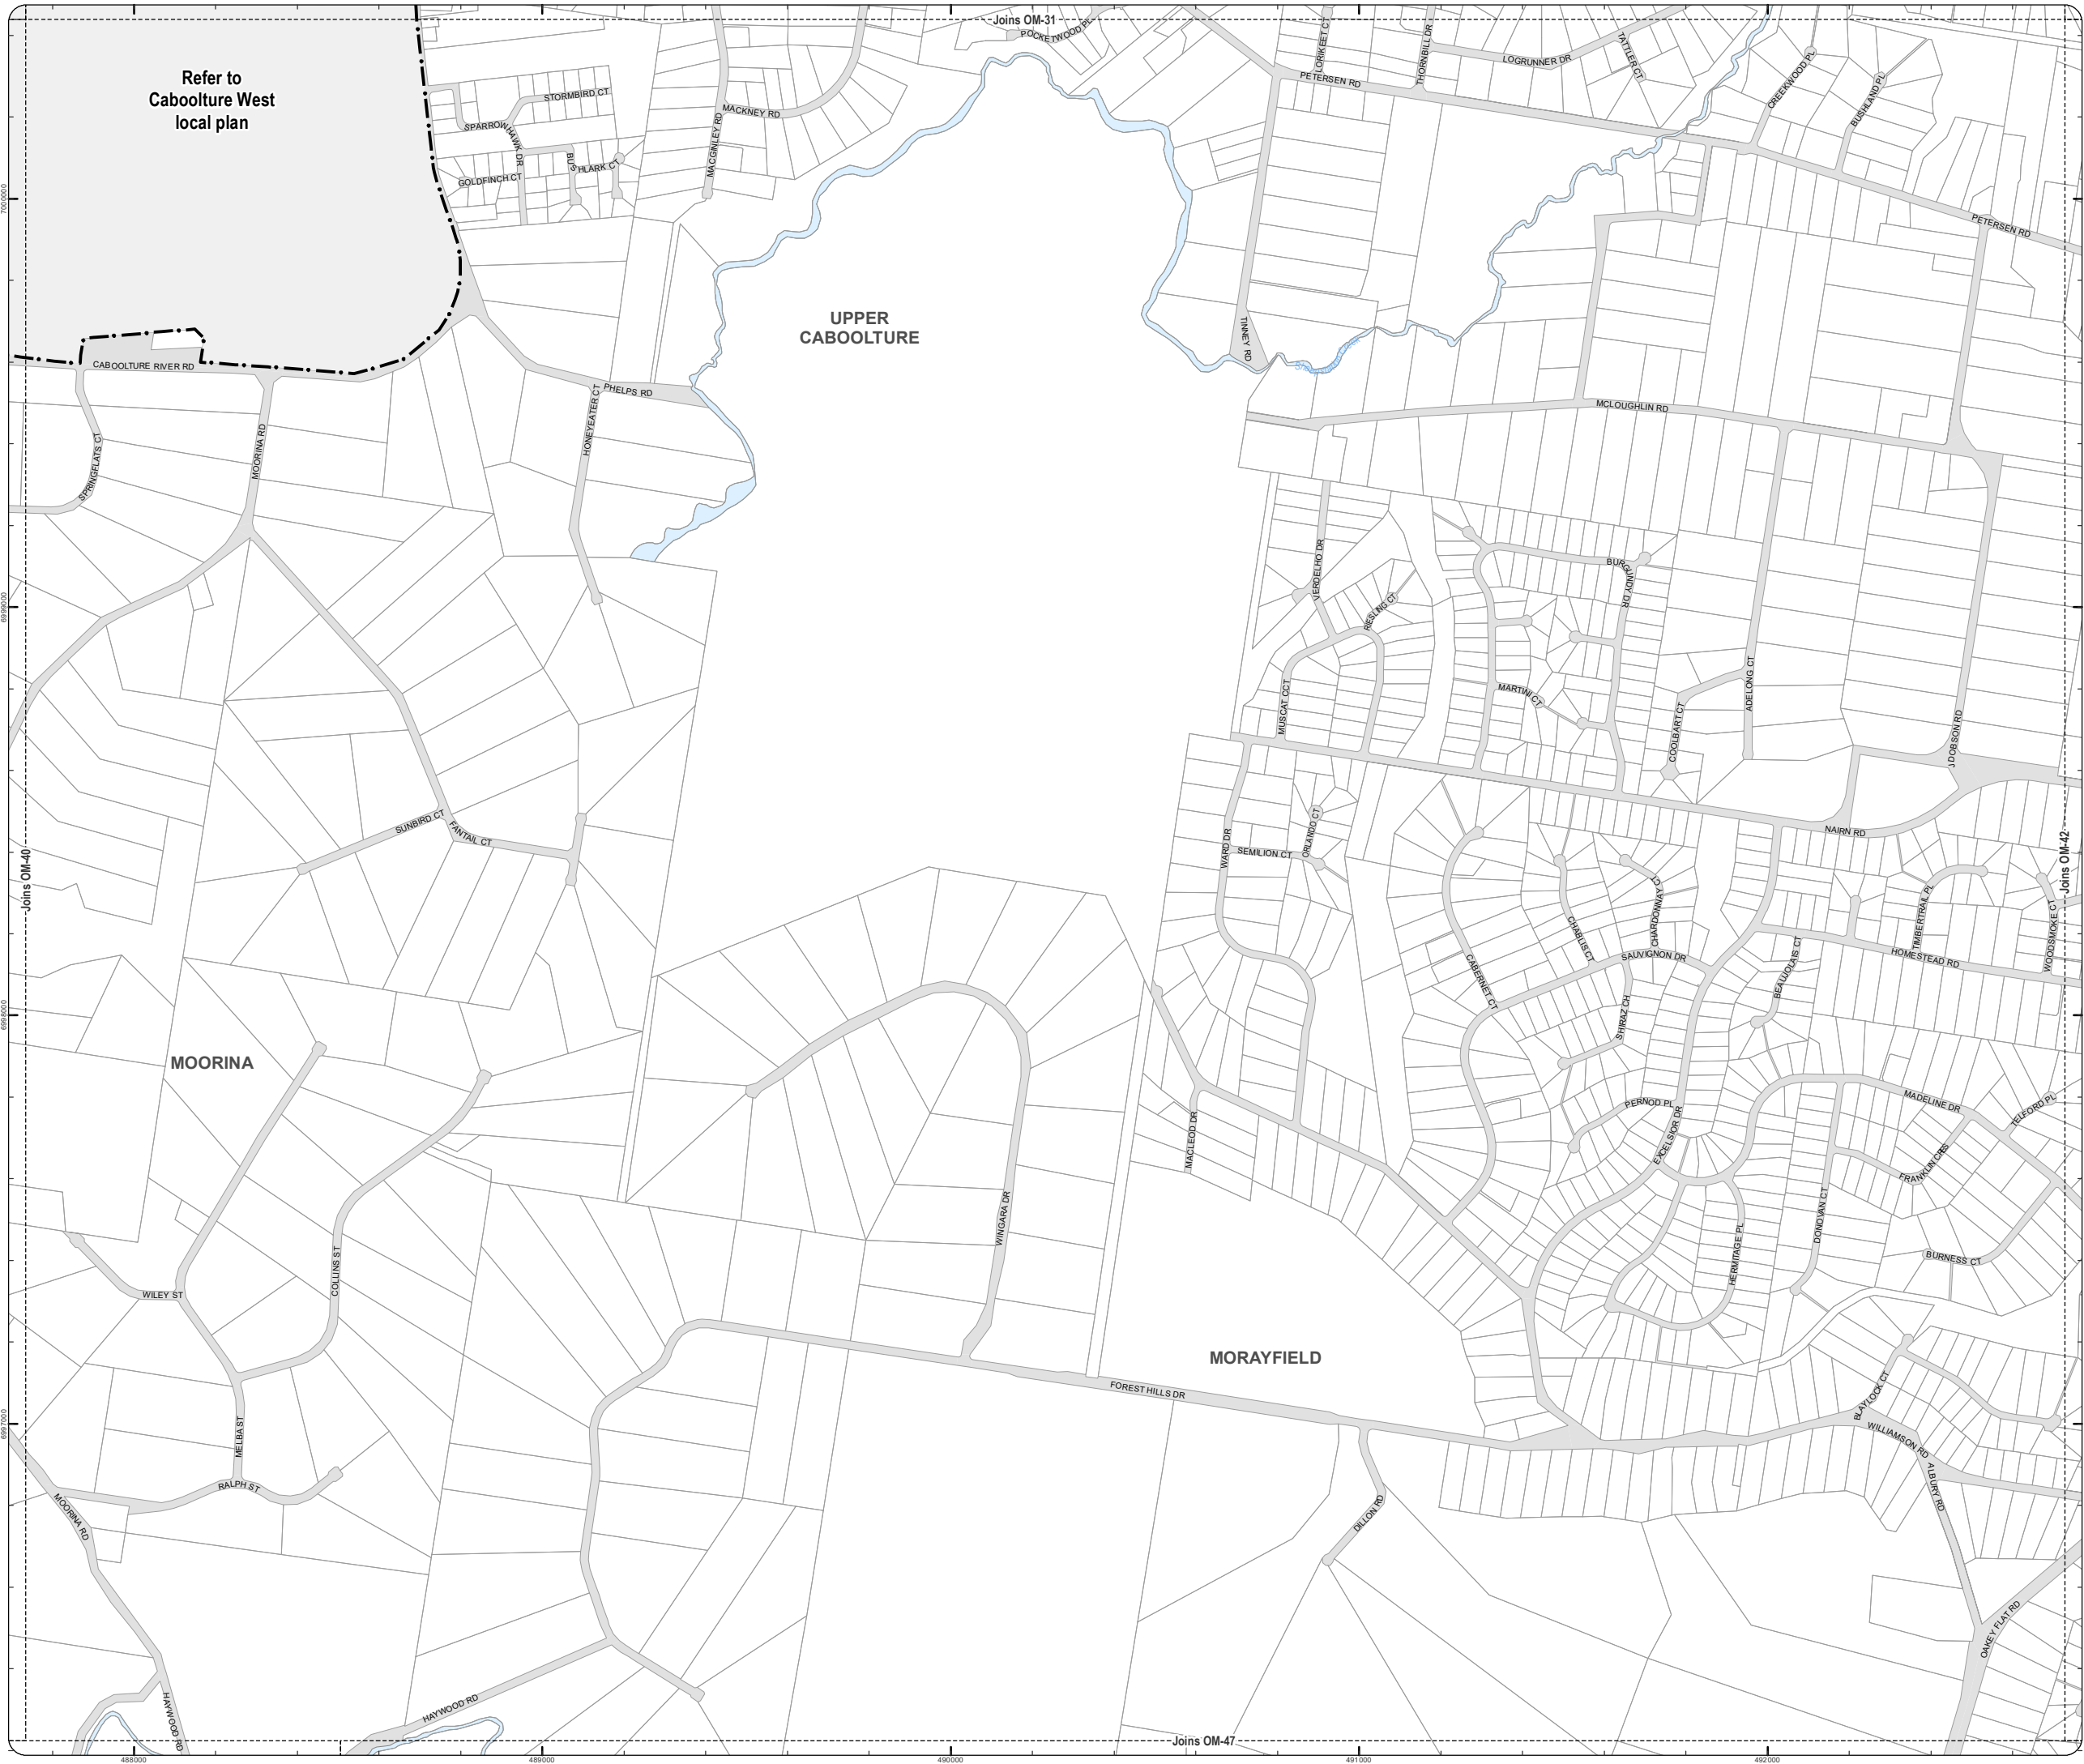 Joins OM-31
POCKETWOOD PL
LORIKEET CT
THORNBILL DR
LOGRUNNER DR
TATTLER CT
CREEKWOOD PL
BUSHLAND PL
PETERSEN RD
Refer to
Caboolture West
local plan
STORMBIRD CT
SPARROWHAWK DR
MACKNEY RD
MACGINLEY RD
BUSHLARK CT
GOLDFINCH CT
7000000
PETERSEN RD
UPPER
CABOOLTURE
TINNEY RD
CABOOLTURE RIVER RD
PHELPS RD
HONEYEATER CT
MCLOUGHLIN RD
SPRINGFLATS CT
MOORINA RD
VERDELHO DR
BURGUNDY DR
RIESLING CT
6999000
MUSCAT CCT
MARTINI CT
COOLBART CT
ADELONG CT
J DOBSON RD
SUNBIRD CT
FANTAIL CT
WARD DR
SEMILION CT
ORLANDO CT
NAIRN RD
Joins OM-40
Joins OM-42
CHABLIS CT
CHARDONNAY CT
TIMBERTRAIL PL
WOODSMOKE CT
SAUVIGNON DR
HOMESTEAD RD
CABERNET CT
BEAUJOLAIS CT
SHIRAZ CH
6998000
MOORINA
MACLEOD DR
PERNOD PL
EXCELSIOR DR
MADELINE DR
TELFORD PL
FRANKLIN CRES
WINGARA DR
DONOVAN CT
HERMITAGE PL
BURNESS CT
COLLINS ST
WILEY ST
MORAYFIELD
FOREST HILLS DR
BLAYLOCK CT
WILLIAMSON RD
6997000
MELBA ST
RALPH ST
MOORINA RD
DILLON RD
ALBURY RD
OAKEY FLAT RD
HAYWOOD RD
HAYWOOD RD
Joins OM-47
488000
489000
490000
491000
492000